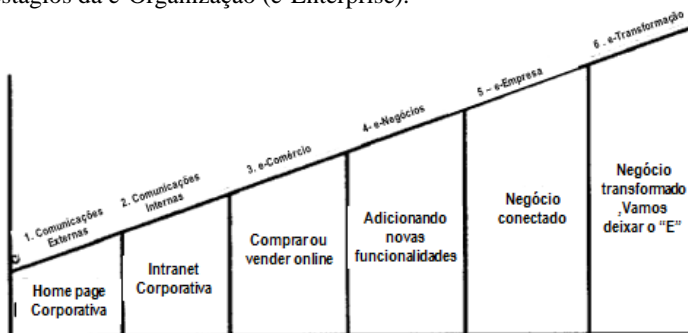 estágios da e-Organização (e-Enterprise).
1. Comunicações
Externas
2. Comunicações
Internas
3. e-Comércio
4- e-Negócios
5 – e-Empresa
6 . e-Transformação
Home page
Corporativa
Intranet
Corporativa
Comprar ou
vender online
Adicionando
novas
funcionalidades
Negócio
conectado
Negócio
transformado
,Vamos
deixar o “E”